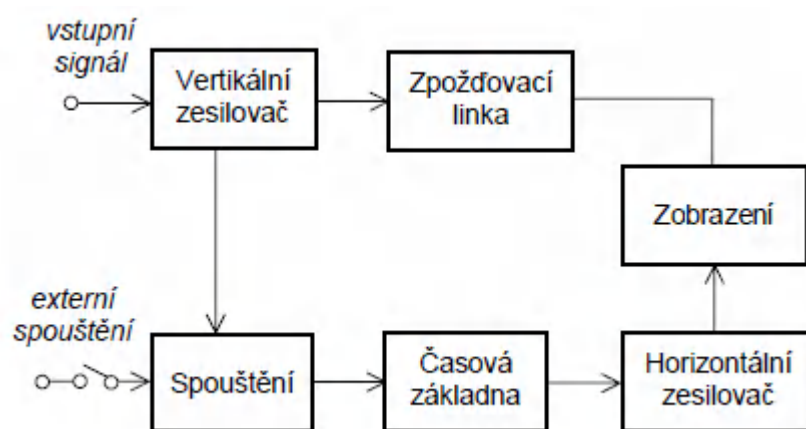 vstupní
signál
Vertikální
zesilovač
Zpožďovací
linka
Zobrazení
externí
spouštění
Spouštění
Časová
základna
Horizontální
zesilovač